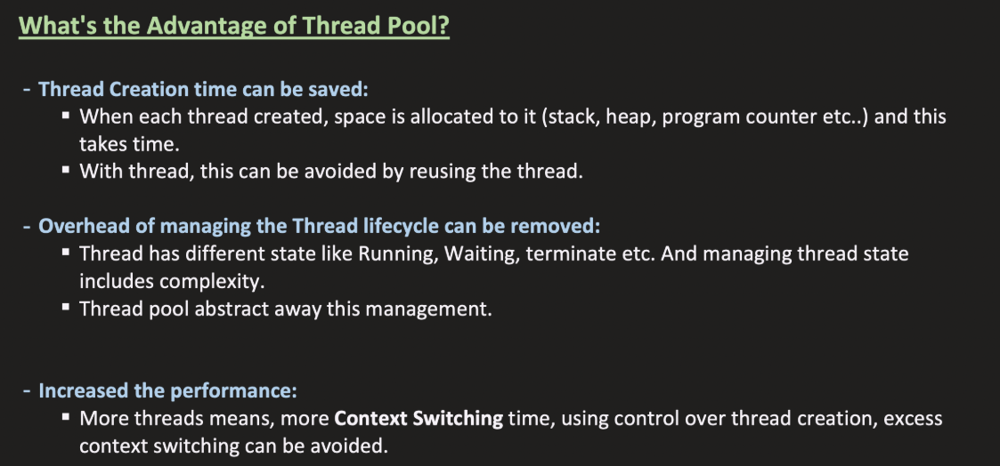 What's the Advantage of Thread Pool?
- Thread Creation time can be saved:
▪ When each thread created, space is allocated to it (stack, heap, program counter etc..) and this
takes time.
▪ With thread, this can be avoided by reusing the thread.
- Overhead of managing the Thread lifecycle can be removed:
▪ Thread has different state like Running, Waiting, terminate etc. And managing thread state
includes complexity.
▪ Thread pool abstract away this management.
- Increased the performance:
▪ More threads means, more Context Switching time, using control over thread creation, excess
context switching can be avoided.